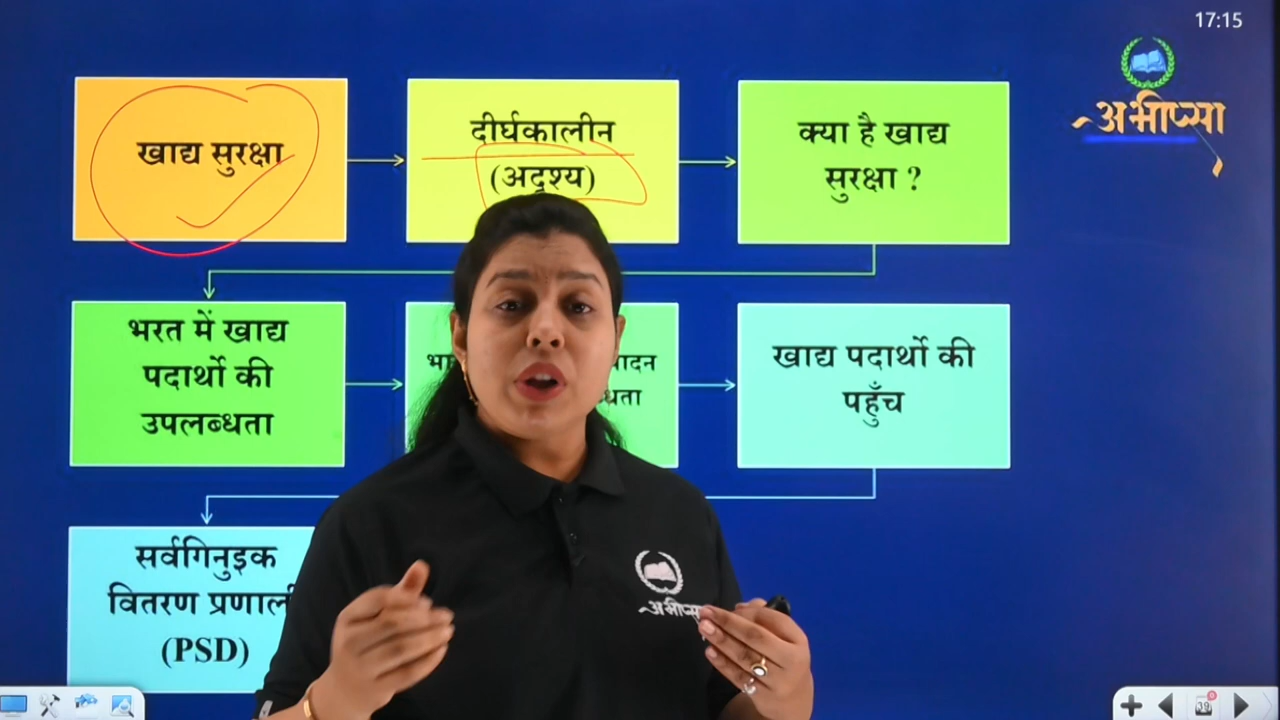 17:15
अभीप्सा
खाद्य सुरक्षा
दीर्घकालीन
(अदृश्य)
क्या है खाद्य
सुरक्षा ?
भरत में खाद्य
पदार्थो की
उपलब्धता
खाद्य पदार्थो की
पहुँच
सर्वगिनुइक
वितरण प्रणाली
(PSD)
अभीप्सा
39